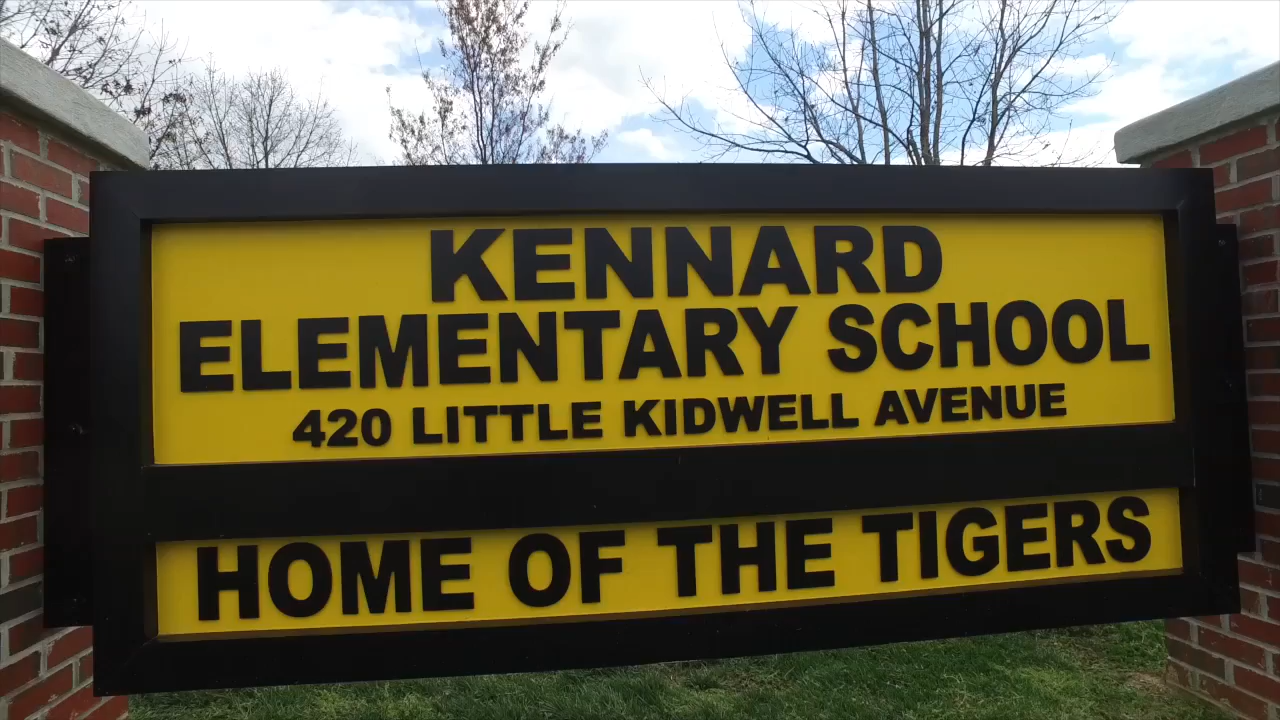 KENNARD
ELEMENTARY SCHOOL
420 LITTLE KIDWELL AVENUE
HOME OF THE TIGERS